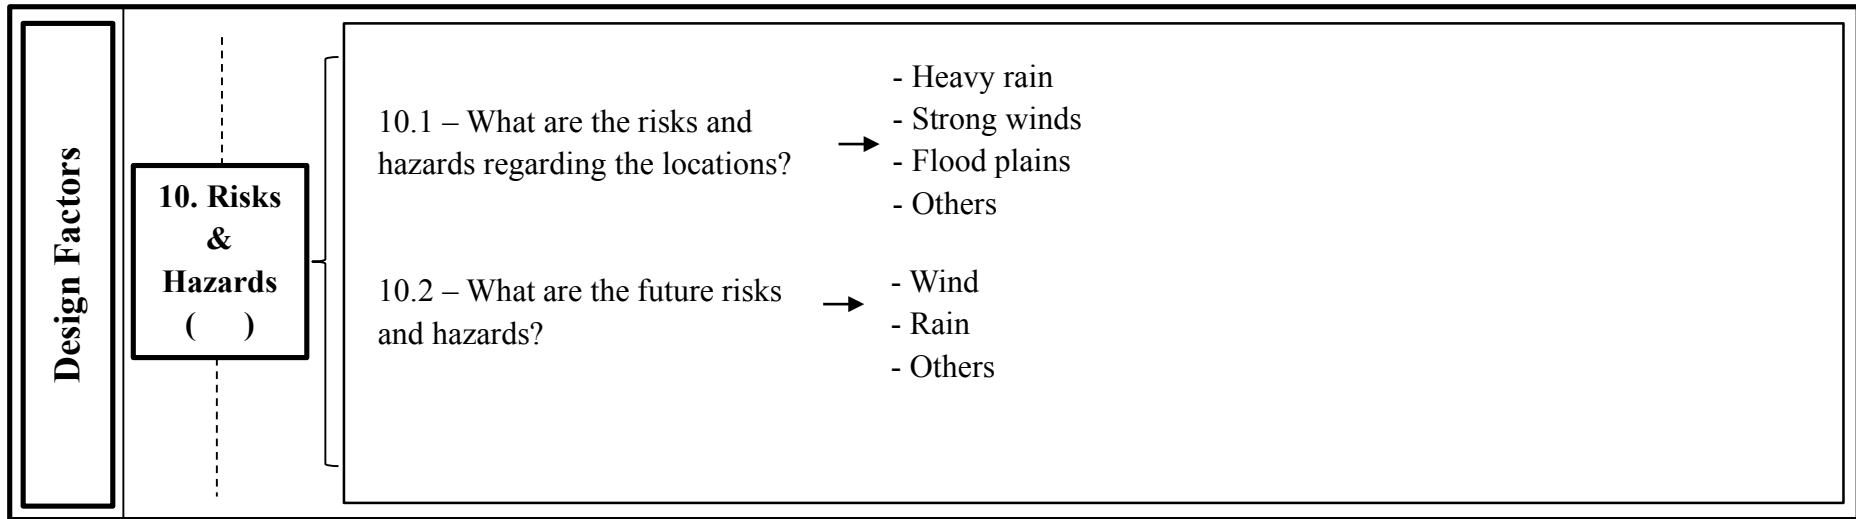 Design Factors
10. Risks
&
Hazards
( )
10.1 – What are the risks and
hazards regarding the locations?
- Heavy rain
- Strong winds
- Flood plains
- Others
10.2 – What are the future risks
and hazards?
- Wind
- Rain
- Others